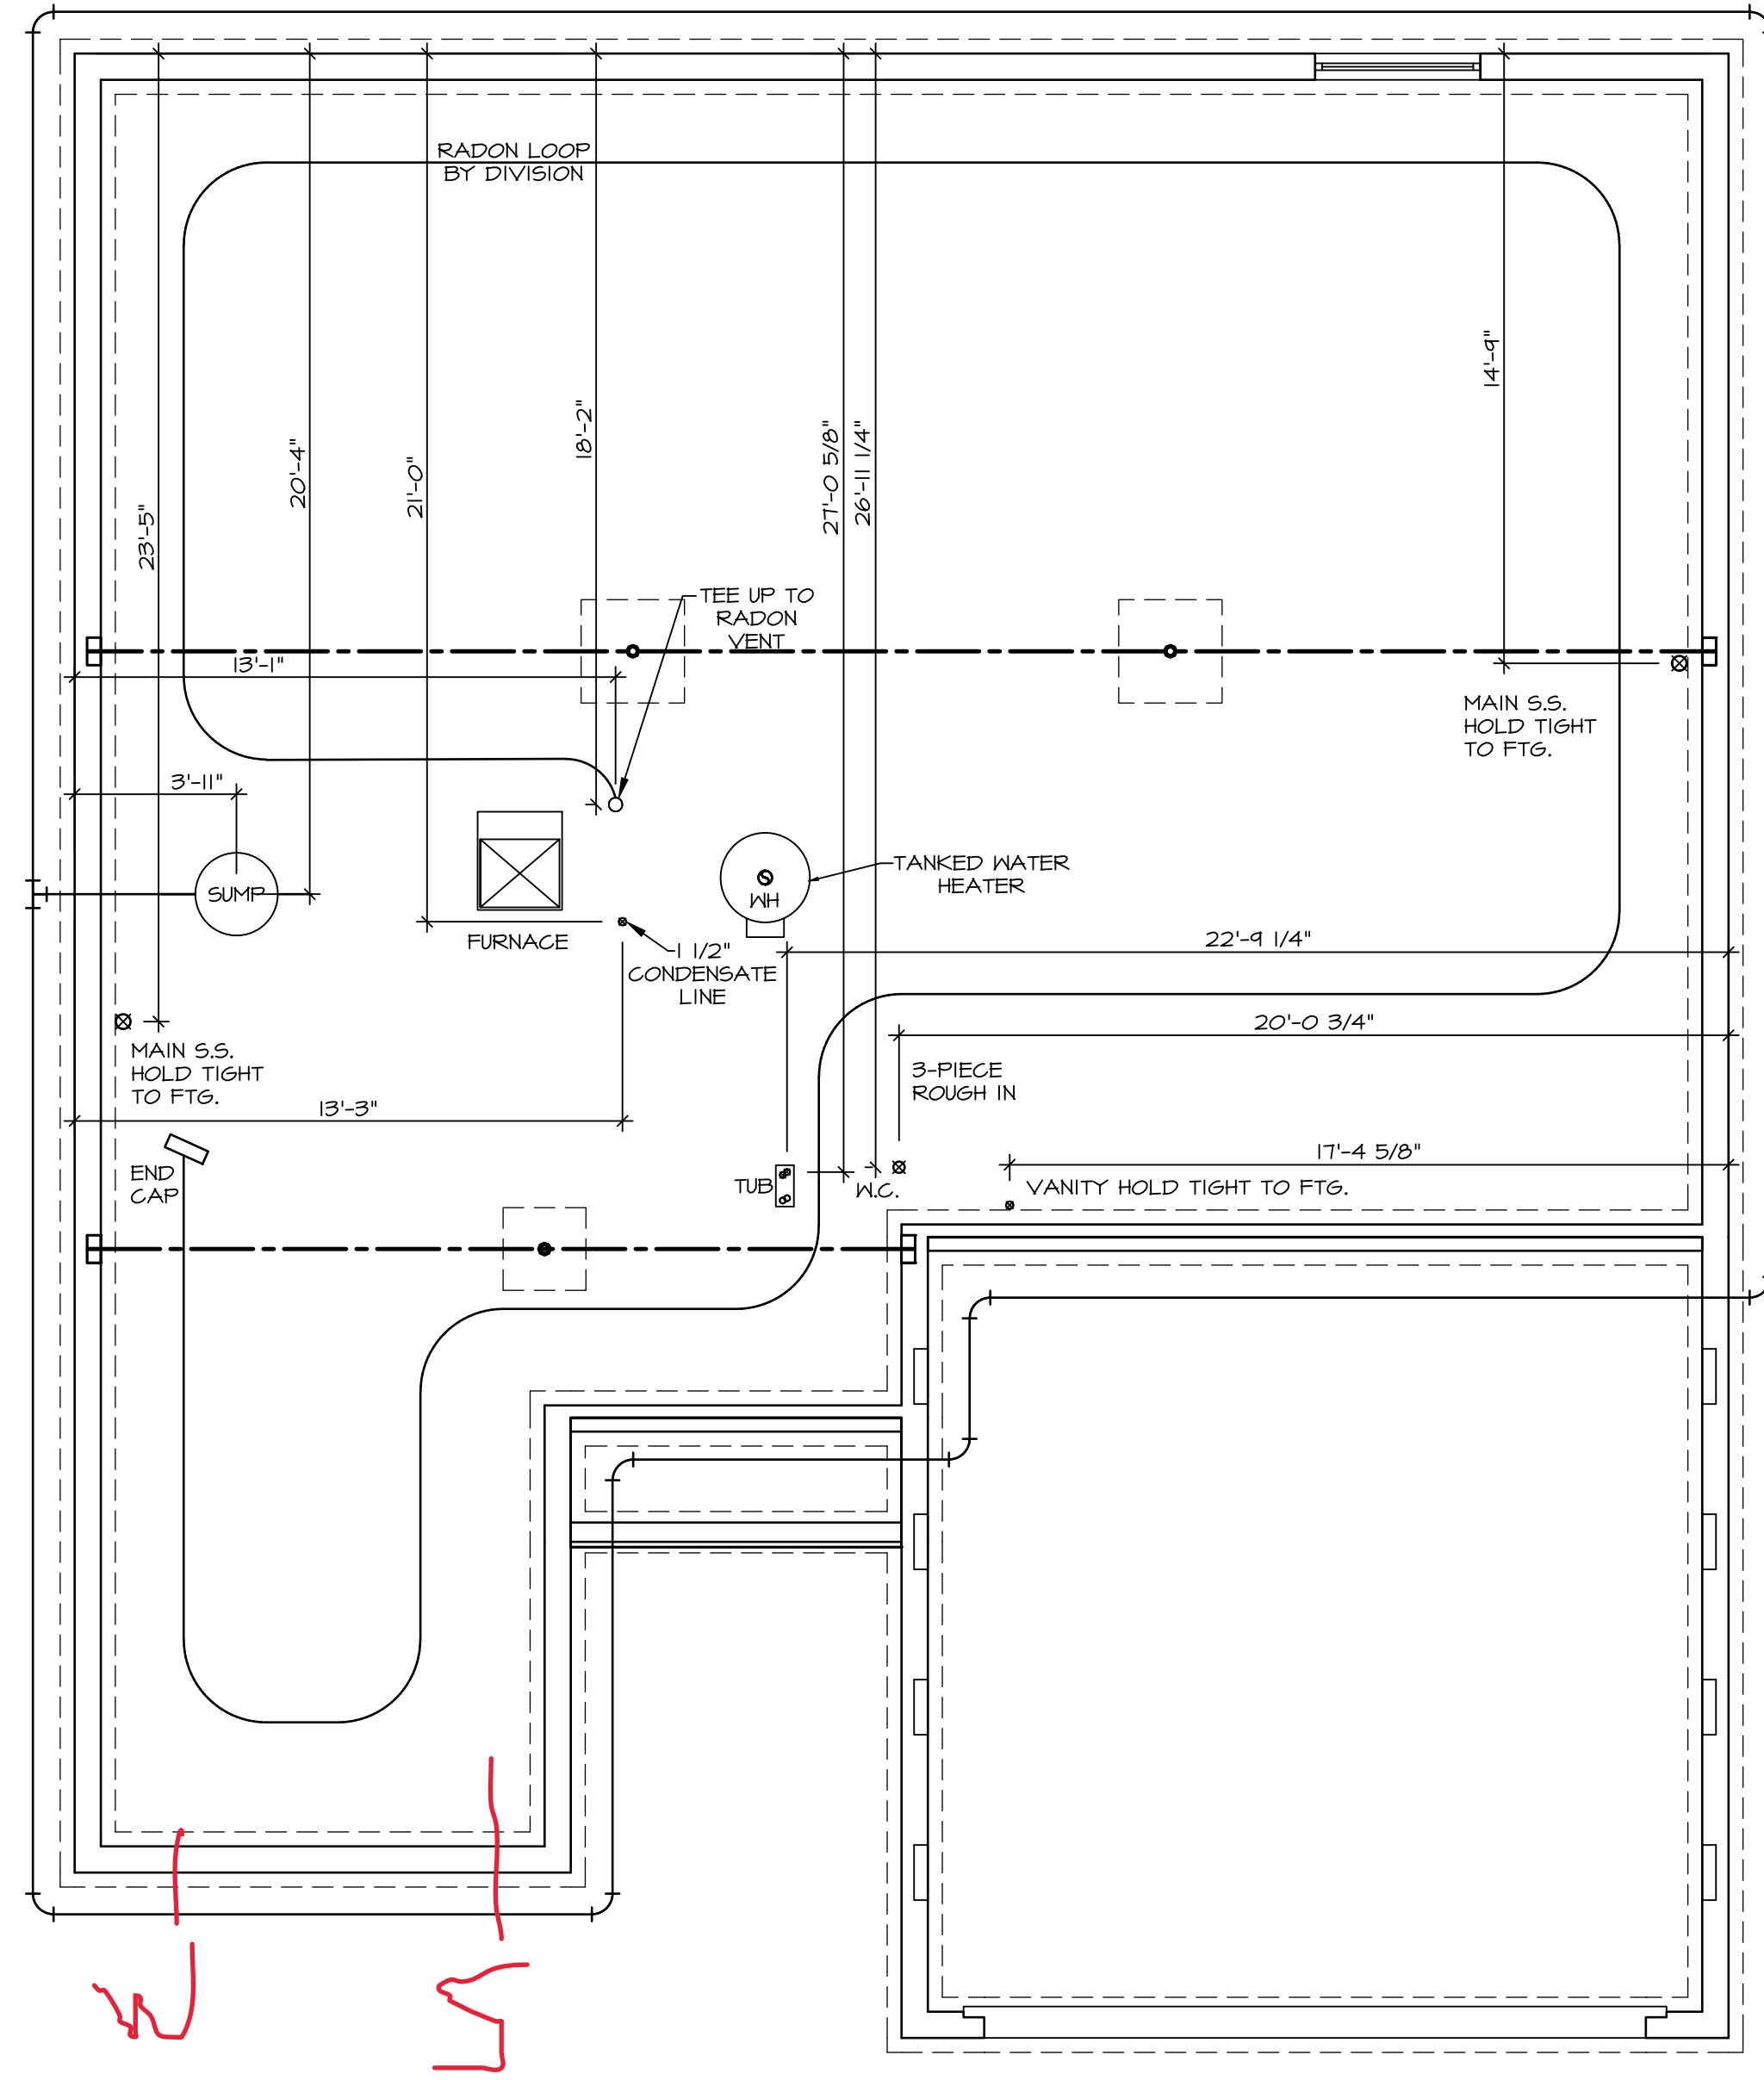 RADON LOOP
BY DIVISION
14'-9"
18'-2"
27'-0 5/8"
26'-11 1/4"
20'-4"
21'-0"
23'-5"
TEE UP TO
RADON
VENT
13'-1"
MAIN S.S.
HOLD TIGHT
TO FTG.
3'-11"
SUMP
TANKED WATER
HEATER
WH
FURNACE
1 1/2"
CONDENSATE
LINE
22'-9 1/4"
20'-0 3/4"
MAIN S.S.
HOLD TIGHT
TO FTG.
3-PIECE
ROUGH IN
13'-3"
17'-4 5/8"
END
CAP
TUB
W.C.
VANITY HOLD TIGHT TO FTG.
W
S